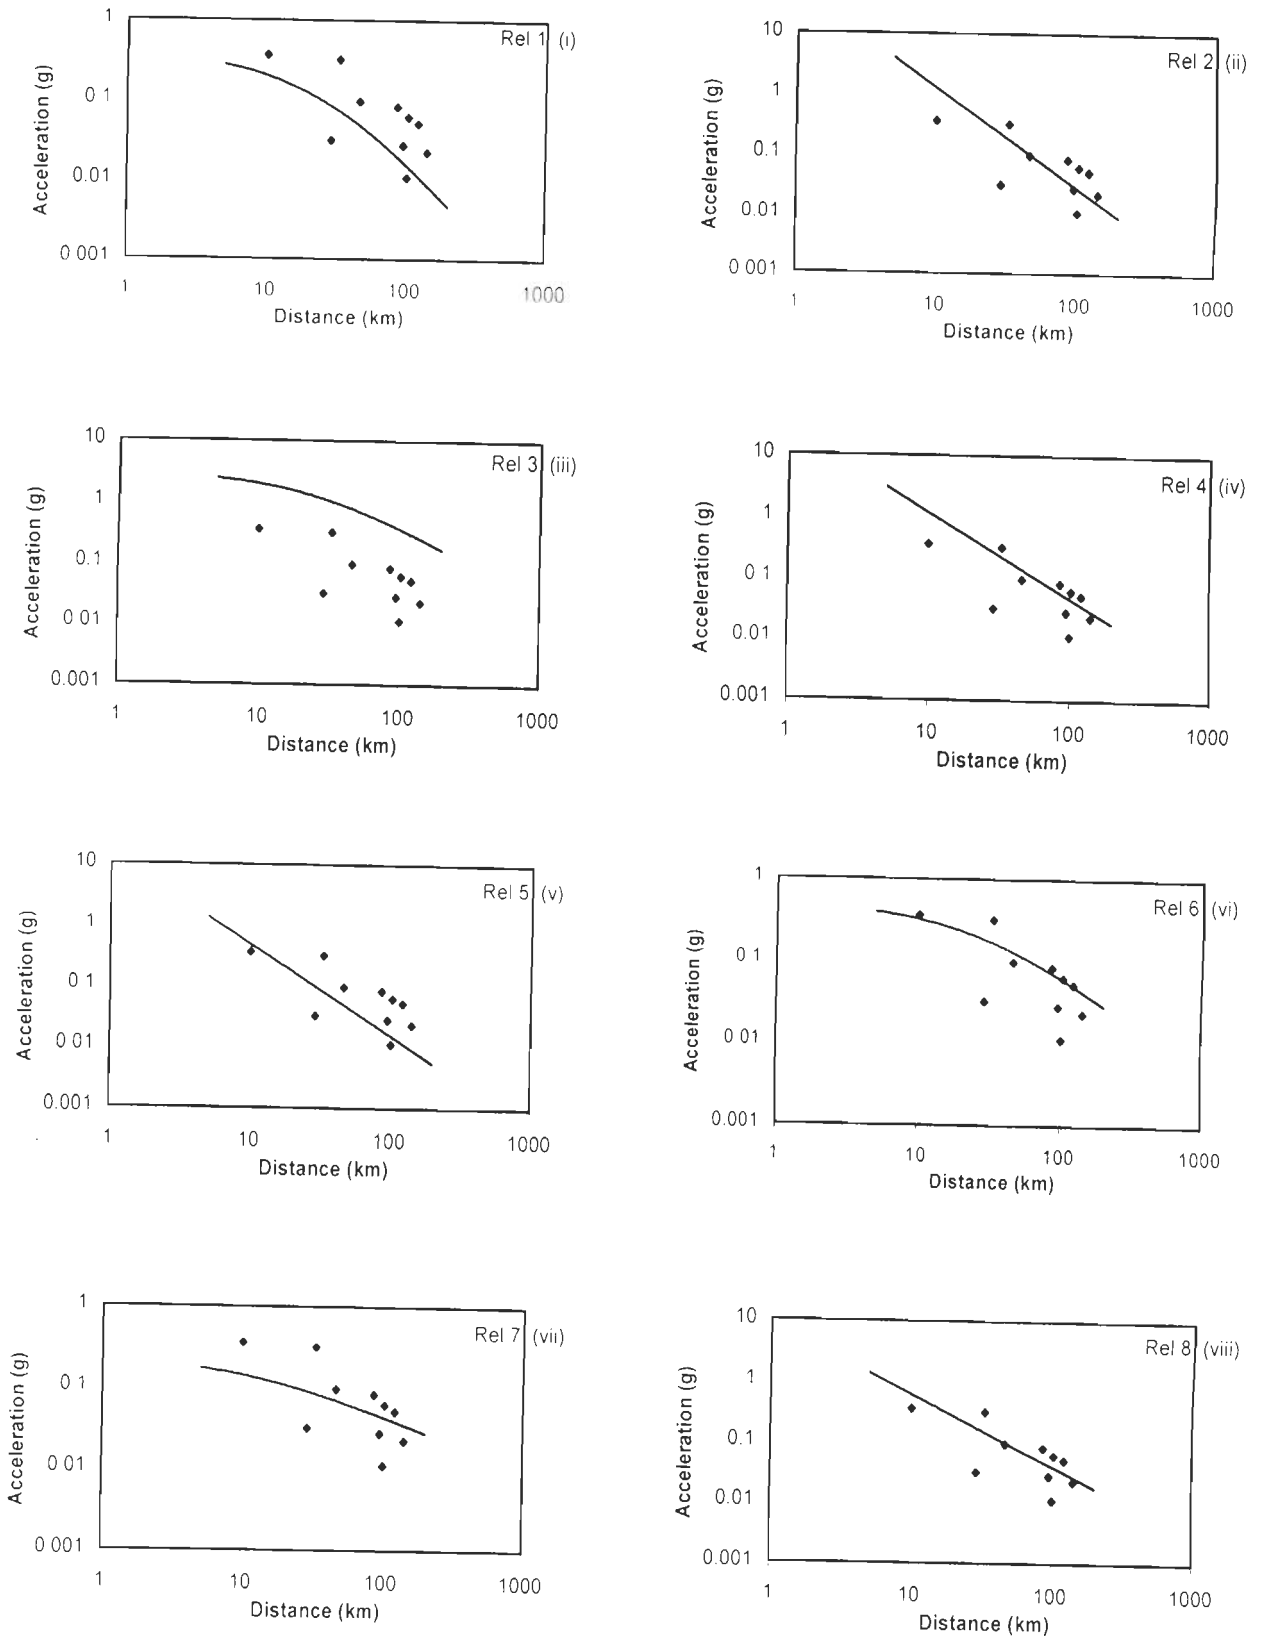 1
Rel 1 (i)
0 1
0.01
0 001
Acceleration (g)
1
10
100
1000
Distance (km)
10
Rel 2 (ii)
1
0.1
0.01
0 001
Acceleration (g)
1
10
100
1000
Distance (km)
10
Rel 3 (iii)
1
0.1
0 01
0.001
Acceleration (g)
1
10
100
1000
Distance (km)
10
Rel 4 (iv)
1
0 1
0.01
0.001
Acceleration (g)
1
10
100
1000
Distance (km)
10
Rel 5 (v)
1
0 1
0 01
0.001
Acceleration (g)
1
10
100
1000
Distance (km)
1
Rel 6 (vi)
0 1
0 01
0.001
Acceleration (g)
1
10
100
1000
Distance (km)
1
Rel 7 (vii)
0 1
0 01
0 001
Acceleration (g)
1
10
100
1000
Distance (km)
10
Rel 8 (viii)
1
0.1
0.01
0.001
Acceleration (g)
1
10
100
1000
Distance (km)